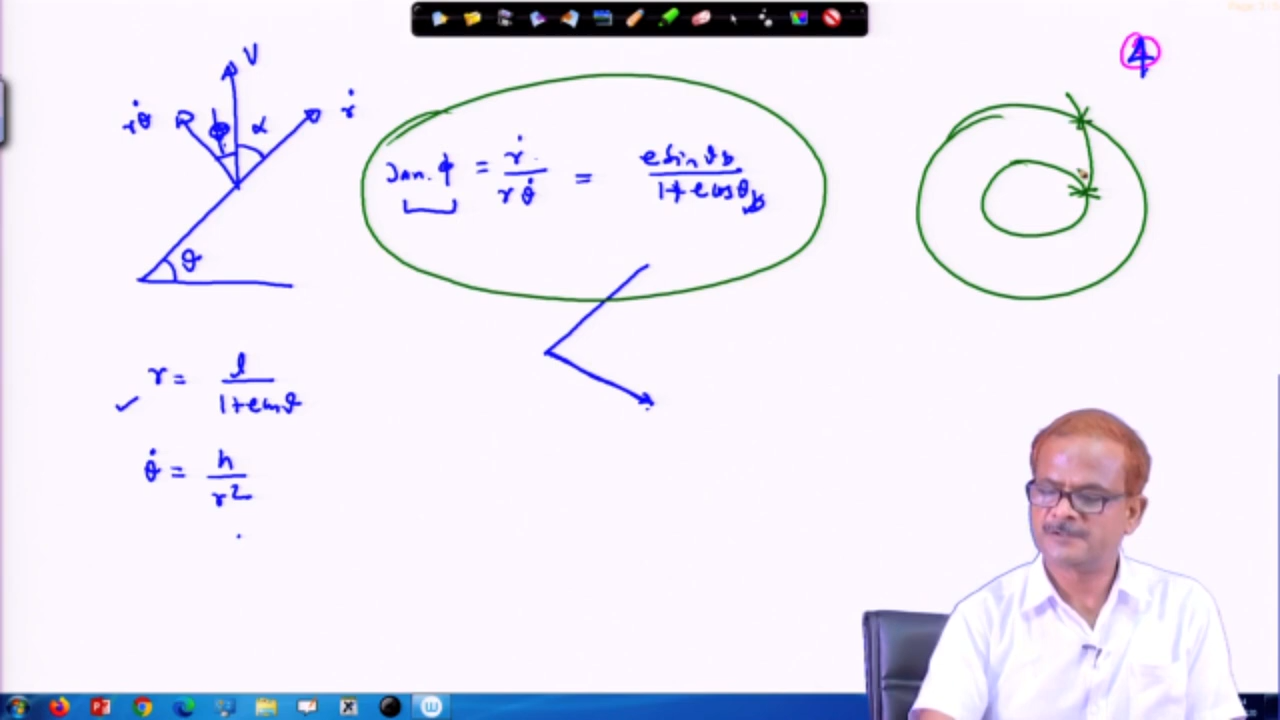 4
V
ṙ
rθ̇
ϕ
α
θ
Tan. ϕ = ṙ / rθ̇ = e sin θb / 1 + e cos θb
r = l / 1 + e cos θ
θ̇ = h / r²